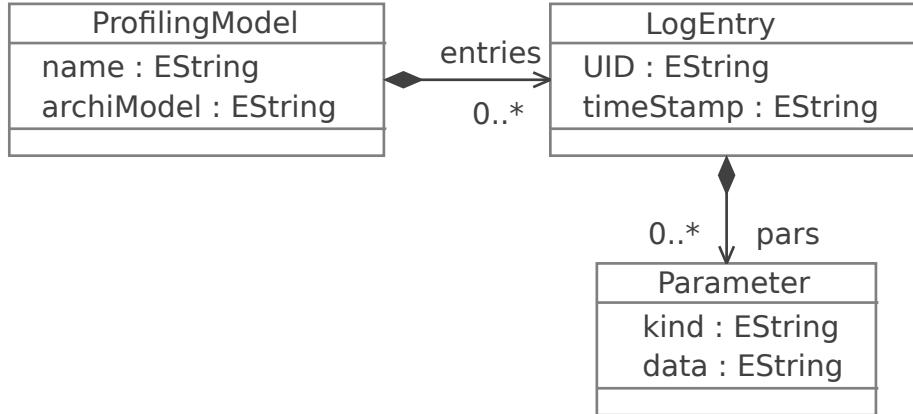 ProfilingModel
name : EString
archiModel : EString
entries
0..*
LogEntry
UID : EString
timeStamp : EString
0..*
pars
Parameter
kind : EString
data : EString